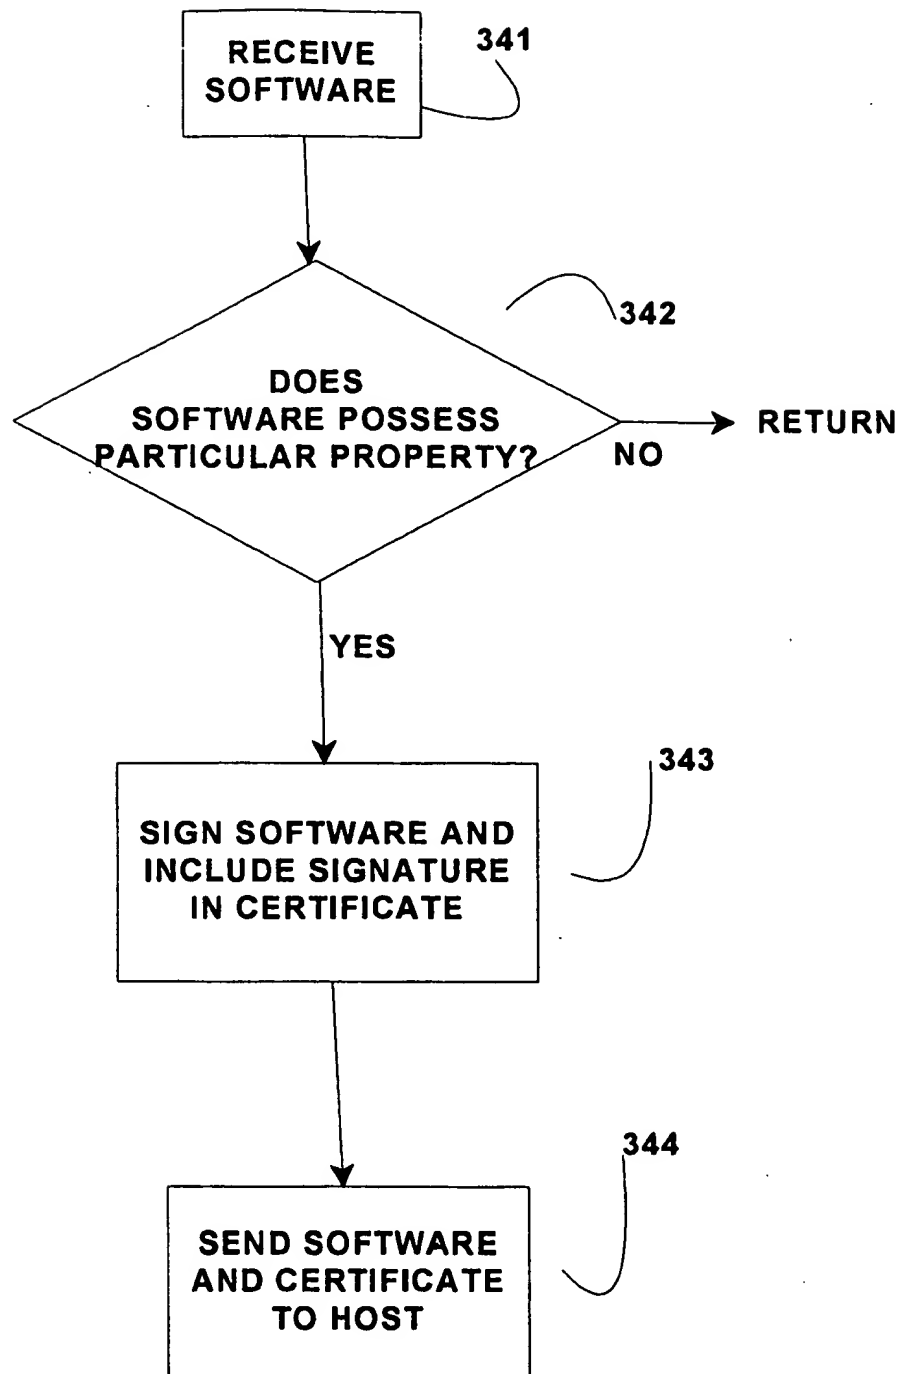 RECEIVE
SOFTWARE
341
342
DOES
SOFTWARE POSSESS
PARTICULAR PROPERTY?
RETURN
NO
YES
343
SIGN SOFTWARE AND
INCLUDE SIGNATURE
IN CERTIFICATE
344
SEND SOFTWARE
AND CERTIFICATE
TO HOST